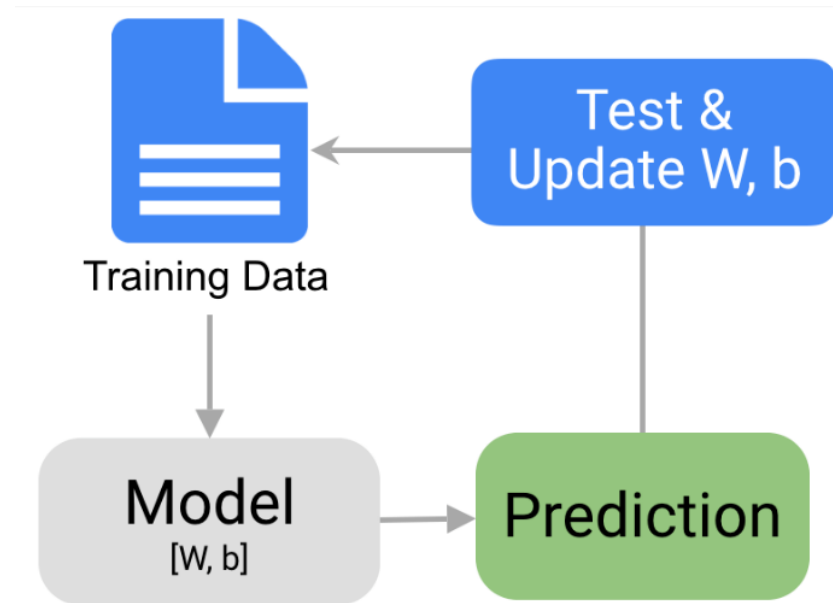 Test &
Update W, b
Training Data
Model
[W, b]
Prediction